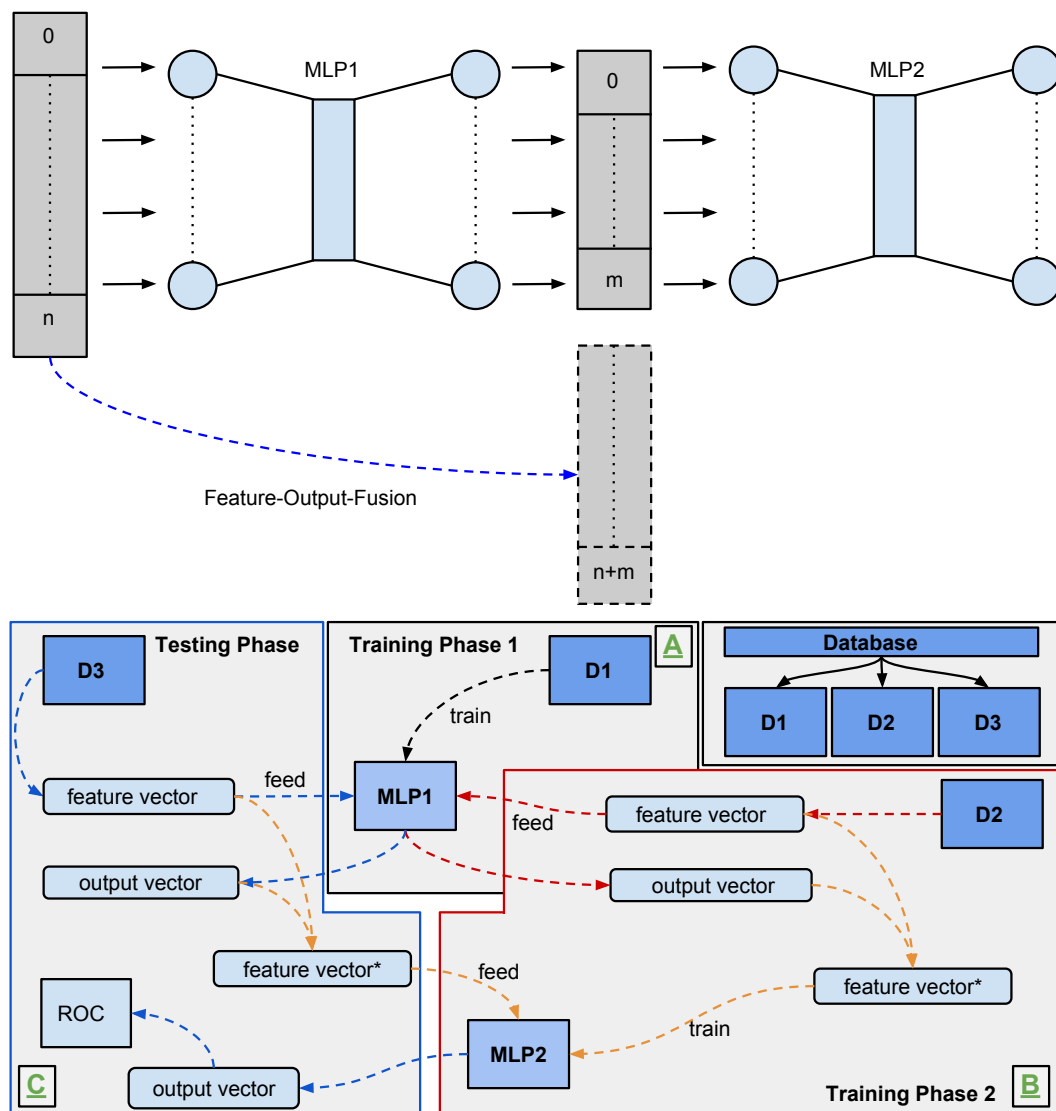 0
MLP1
0
MLP2
n
m
Feature-Output-Fusion
n+m
Testing Phase
D3
feature vector
feed
output vector
feature vector*
feed
ROC
output vector
C
Training Phase 1
A
D1
train
MLP1
Database
D1
D2
D3
feature vector
feed
D2
output vector
feature vector*
train
MLP2
Training Phase 2
B